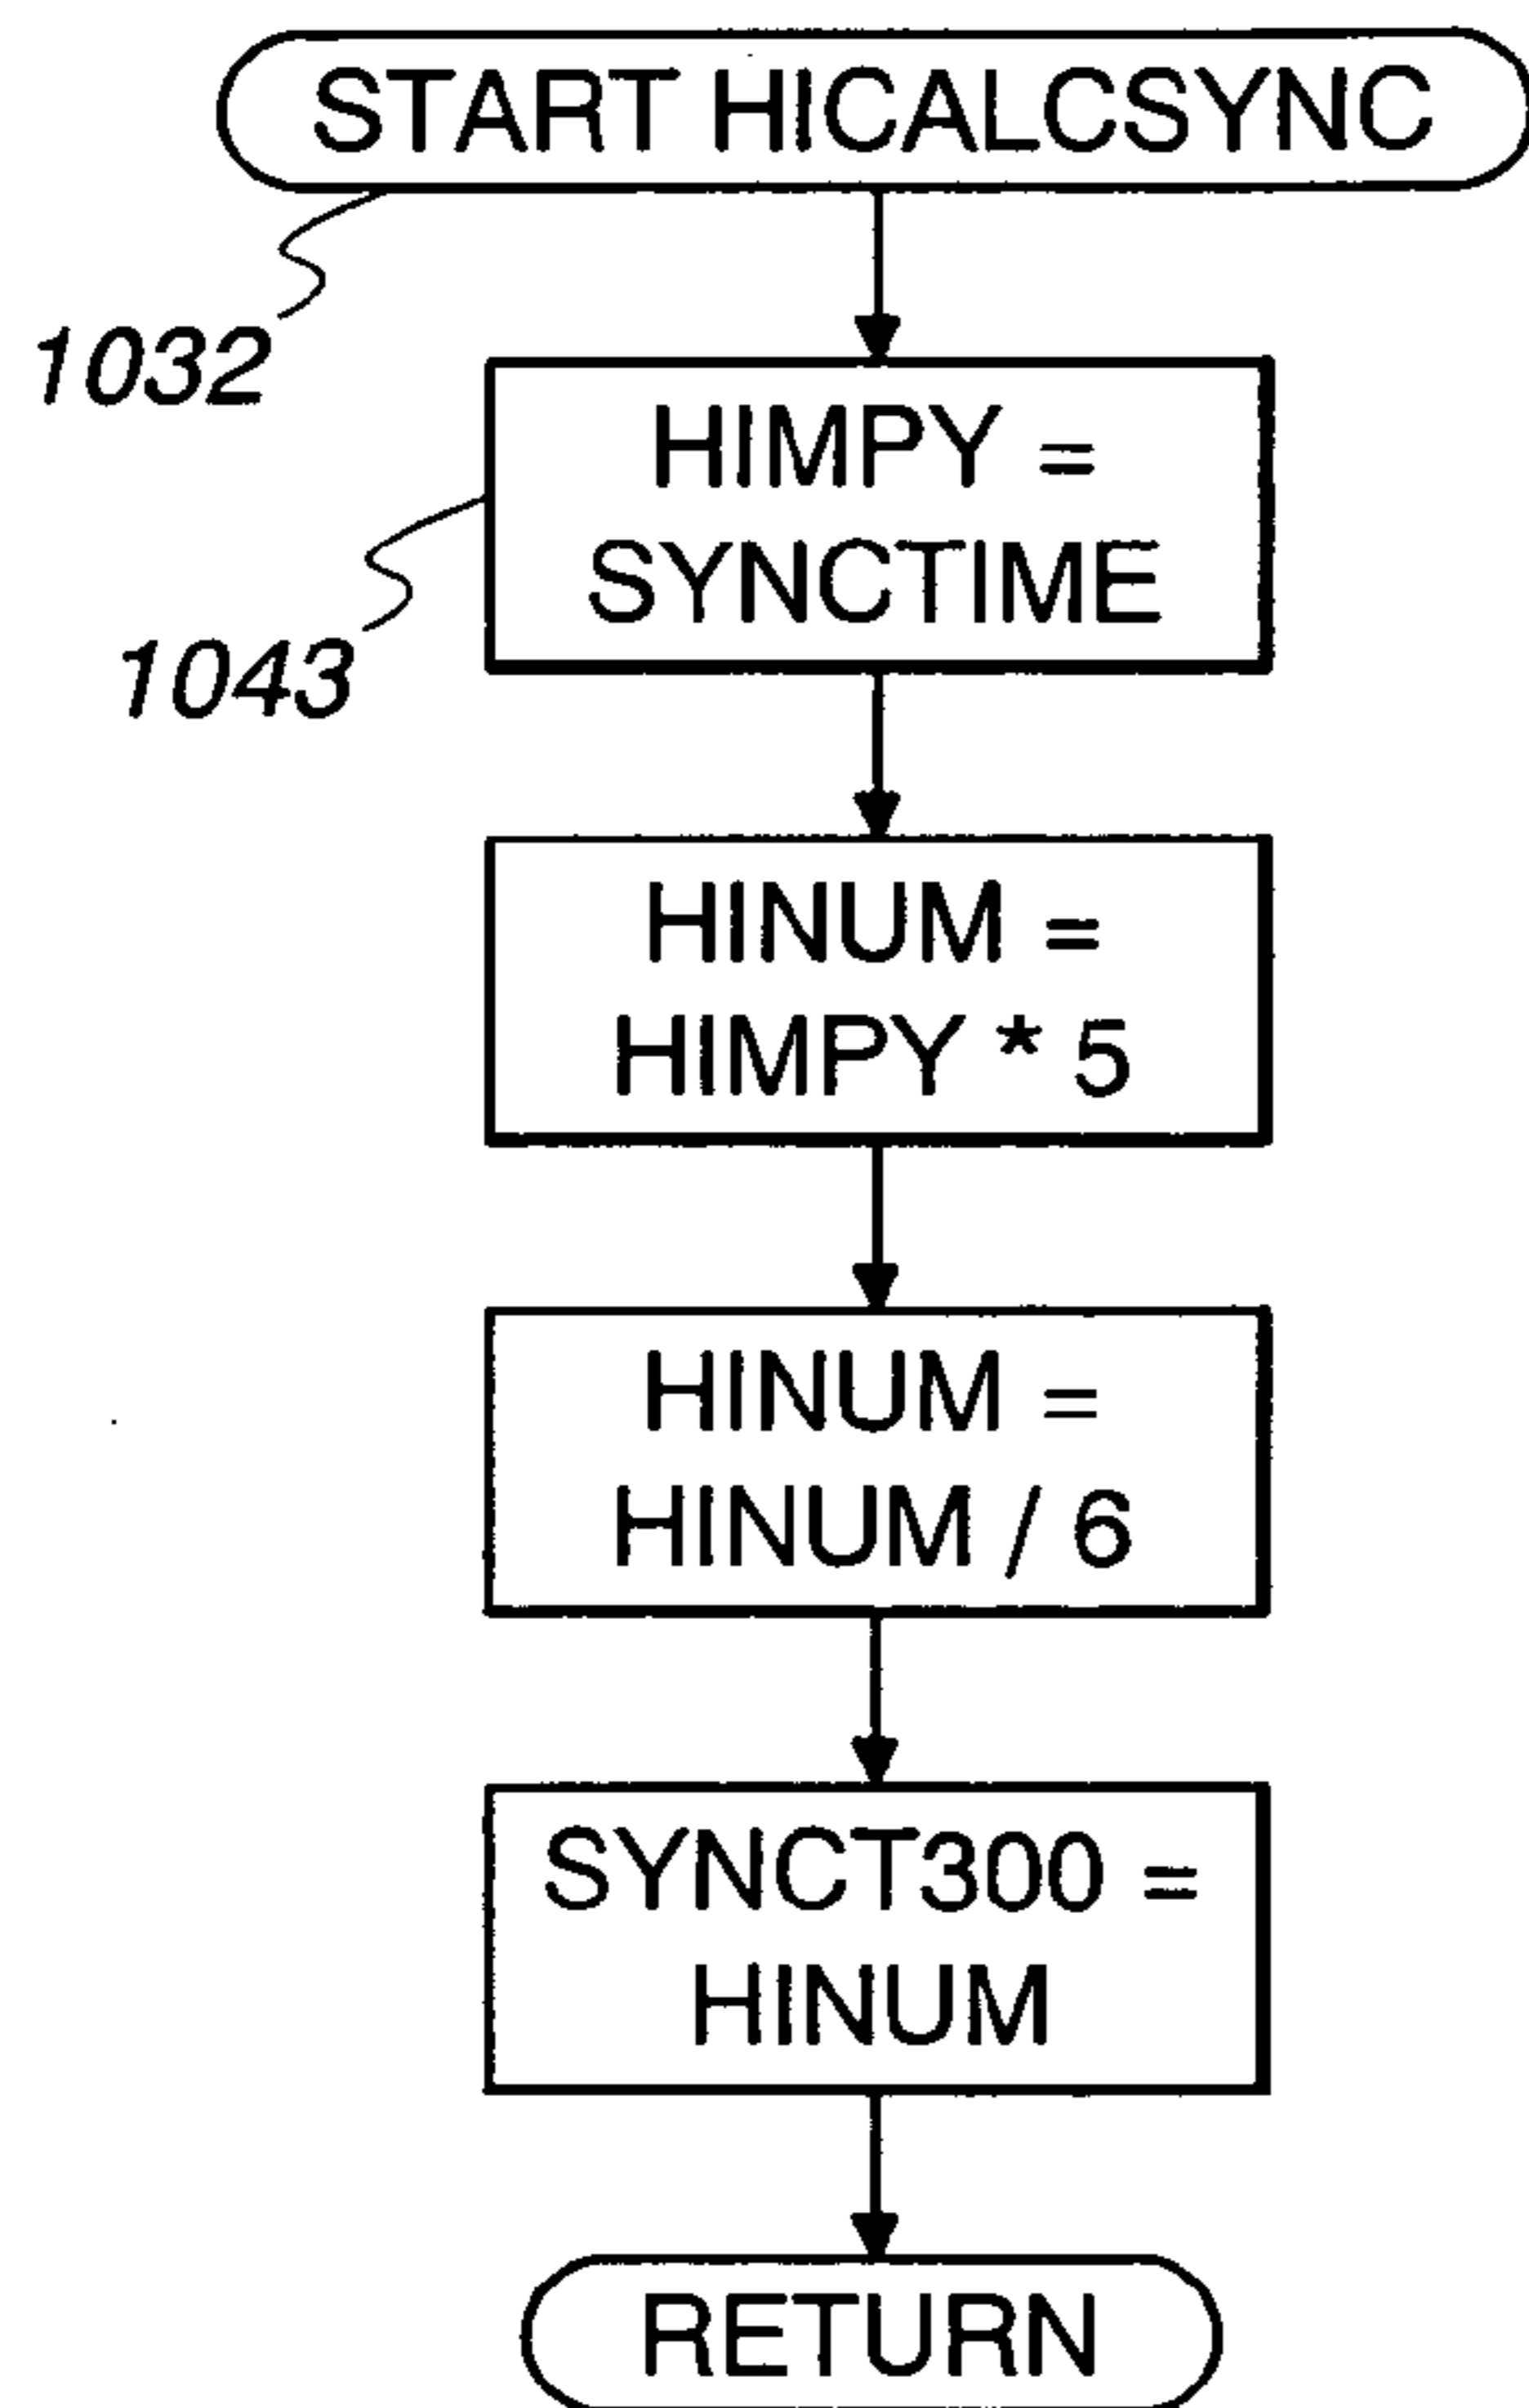 START HICALCSYNC
1032
HIMPY =
SYNCTIME
1043
HINUM =
HIMPY * 5
HINUM =
HINUM / 6
SYNCT300 =
HINUM
RETURN